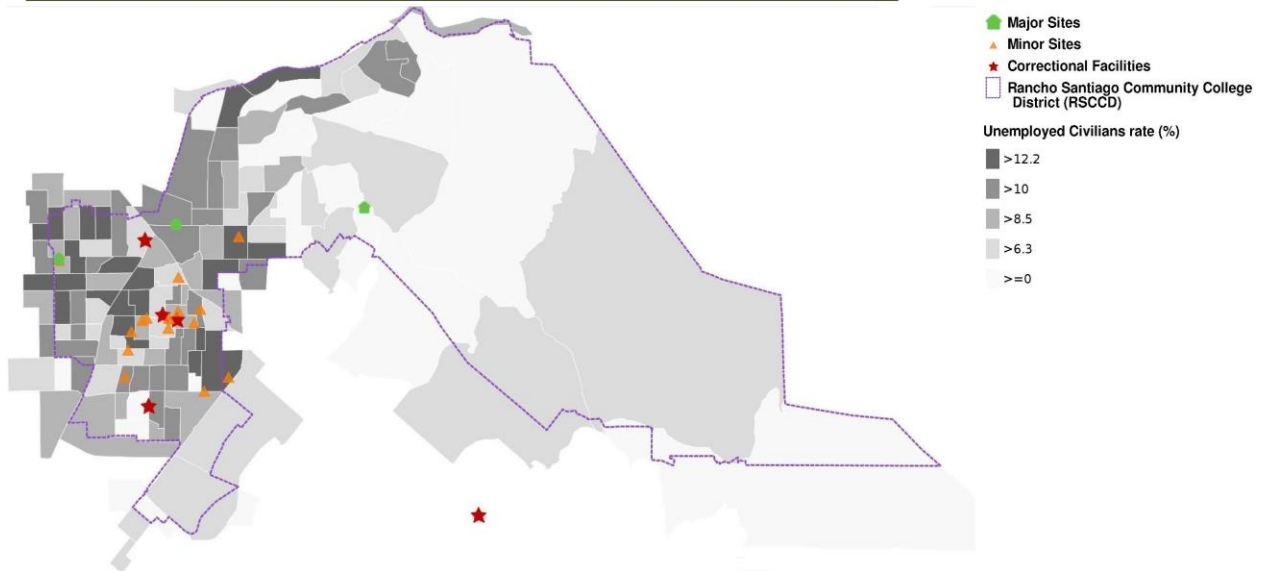 Major Sites
Minor Sites
Correctional Facilities
Rancho Santiago Community College
District (RSCCD)
Unemployed Civilians rate (%)
>12.2
>10
>8.5
>6.3
>=0